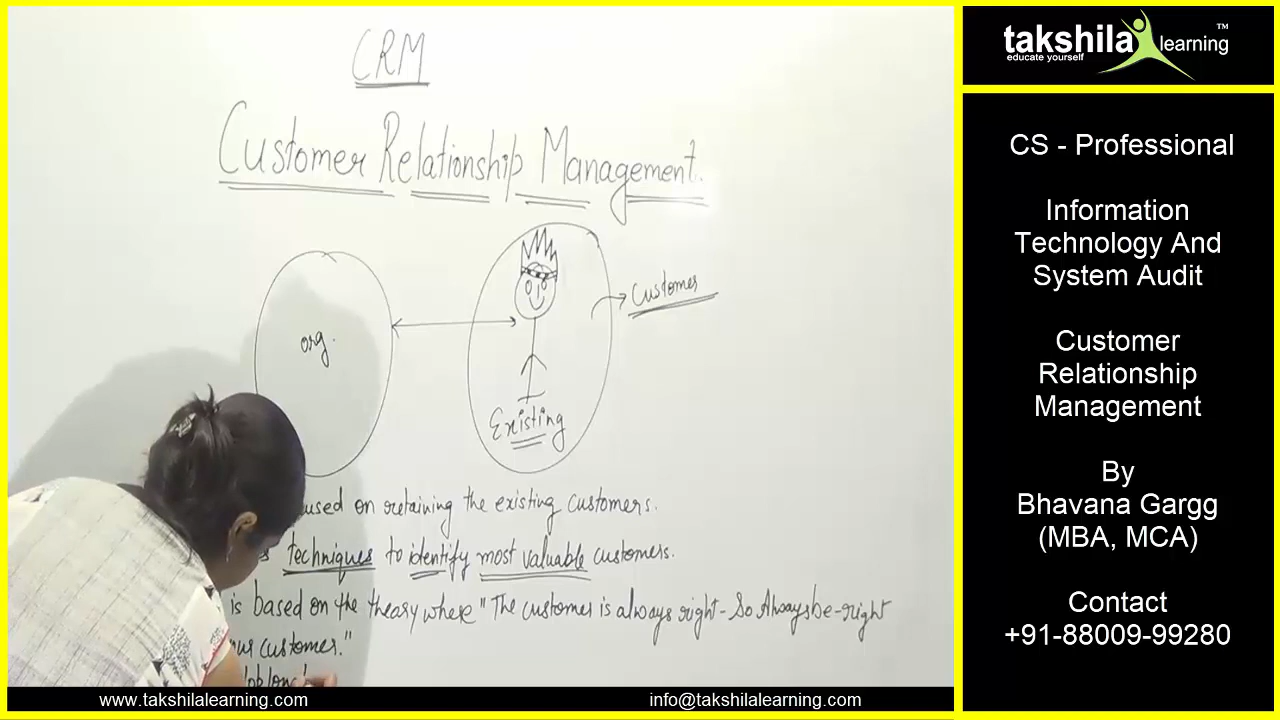 CRM
Customer Relationship Management.
org.
Customer
Existing
on retaining the existing customers.
techniques to identify most valuable customers.
is based on the theasy where "The customer is always right - So Always be - right
customer."
takshila learning TM
educate yourself
CS - Professional
Information
Technology And
System Audit
Customer
Relationship
Management
By
Bhavana Gargg
(MBA, MCA)
Contact
+91-88009-99280
www.takshilalearning.com
info@takshilalearning.com